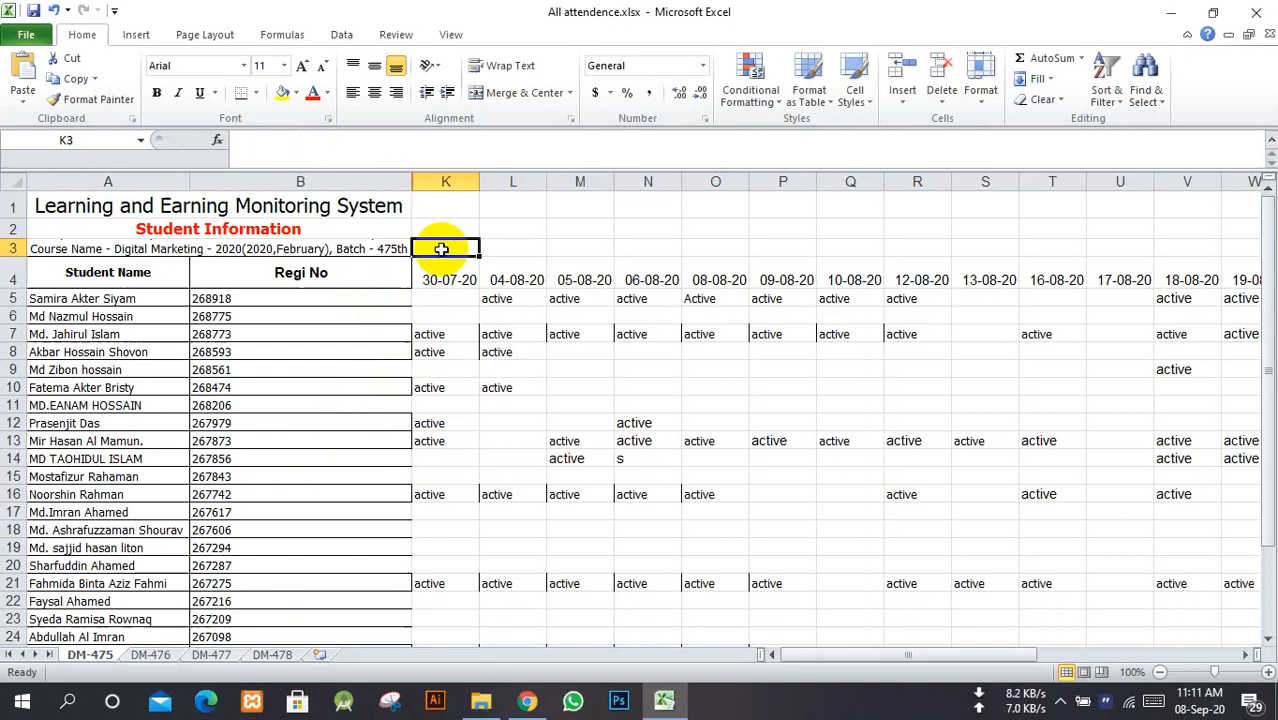 All attendence.xlsx - Microsoft Excel
File Home Insert Page Layout Formulas Data Review View
Paste
Cut
Copy
Format Painter
Clipboard
Arial 11
B I U
Font
Wrap Text
Merge & Center
Alignment
General
$ % ,
Number
Conditional Formatting
Format as Table
Cell Styles
Styles
Insert Delete Format
Cells
AutoSum
Fill
Clear
Sort & Filter
Find & Select
Editing
K3 fx
A B K L M N O P Q R S T U V W
1 Learning and Earning Monitoring System
2 Student Information
3 Course Name - Digital Marketing - 2020(2020,February), Batch - 475th
4 Student Name Regi No 30-07-20 04-08-20 05-08-20 06-08-20 08-08-20 09-08-20 10-08-20 12-08-20 13-08-20 16-08-20 17-08-20 18-08-20 19-0
5 Samira Akter Siyam 268918 active active active Active active active active active active
6 Md Nazmul Hossain 268775
7 Md. Jahirul Islam 268773 active active active active active active active active active active active
8 Akbar Hossain Shovon 268593 active active
9 Md Zibon hossain 268561 active
10 Fatema Akter Bristy 268474 active active
11 MD.EANAM HOSSAIN 268206
12 Prasenjit Das 267979 active active
13 Mir Hasan Al Mamun. 267873 active active active active active active active active active active active
14 MD TAOHIDUL ISLAM 267856 active s active active
15 Mostafizur Rahaman 267843
16 Noorshin Rahman 267742 active active active active active active active active
17 Md.Imran Ahamed 267617
18 Md. Ashrafuzzaman Shourav 267606
19 Md. sajjid hasan liton 267294
20 Sharfuddin Ahamed 267287
21 Fahmida Binta Aziz Fahmi 267275 active active active active active active active active active active active
22 Faysal Ahamed 267216
23 Syeda Ramisa Rownaq 267209
24 Abdullah Al Imran 267098
DM-475 DM-476 DM-477 DM-478
Ready 100%
8.2 KB/s
7.0 KB/s
11:11 AM
08-Sep-20
29